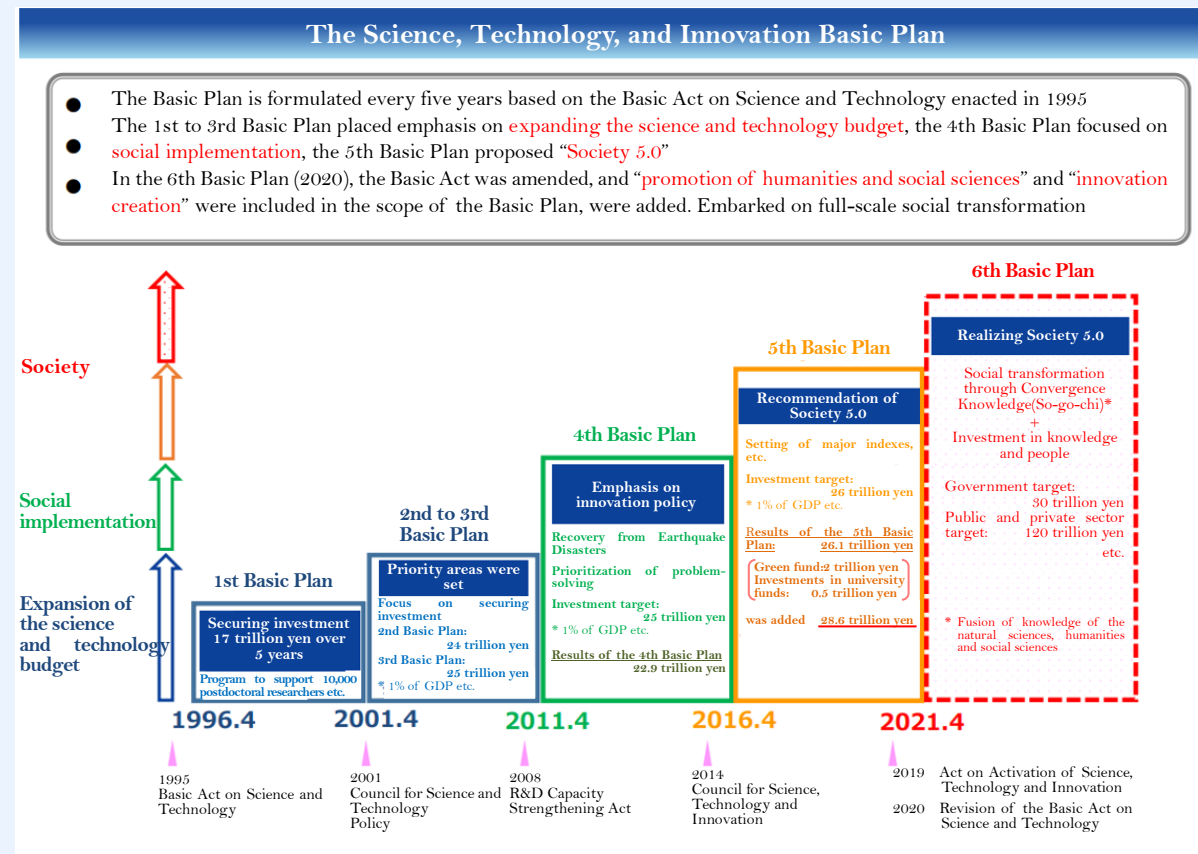 The Science, Technology, and Innovation Basic Plan
● The Basic Plan is formulated every five years based on the Basic Act on Science and Technology enacted in 1995
● The 1st to 3rd Basic Plan placed emphasis on expanding the science and technology budget, the 4th Basic Plan focused on
social implementation, the 5th Basic Plan proposed “Society 5.0”
● In the 6th Basic Plan (2020), the Basic Act was amended, and “promotion of humanities and social sciences” and “innovation
creation” were included in the scope of the Basic Plan, were added. Embarked on full-scale social transformation
Society
Social
implementation
Expansion of
the science
and technology
budget
1st Basic Plan
Securing investment
17 trillion yen over
5 years
Program to support 10,000
postdoctoral researchers etc.
2nd to 3rd
Basic Plan
Priority areas were
set
Focus on securing
investment
2nd Basic Plan:
24 trillion yen
3rd Basic Plan:
25 trillion yen
* 1% of GDP etc.
4th Basic Plan
Emphasis on
innovation policy
Recovery from Earthquake
Disasters
Prioritization of problem-
solving
Investment target:
25 trillion yen
* 1% of GDP etc.
Results of the 4th Basic Plan
22.9 trillion yen
5th Basic Plan
Recommendation of
Society 5.0
Setting of major indexes,
etc.
Investment target:
26 trillion yen
* 1% of GDP etc.
Results of the 5th Basic
Plan: 26.1 trillion yen
Green fund:2 trillion yen
Investments in university
funds: 0.5 trillion yen
was added 28.6 trillion yen
6th Basic Plan
Realizing Society 5.0
Social transformation
through Convergence
Knowledge(So-go-chi)*
+
Investment in knowledge
and people
Government target:
30 trillion yen
Public and private sector
target: 120 trillion yen
etc.
* Fusion of knowledge of the
natural sciences, humanities
and social sciences
1996.4
2001.4
2011.4
2016.4
2021.4
1995
Basic Act on Science and
Technology
2001
Council for Science and
Technology
Policy
2008
R&D Capacity
Strengthening Act
2014
Council for Science,
Technology and
Innovation
2019 Act on Activation of Science,
Technology and Innovation
2020 Revision of the Basic Act on
Science and Technology